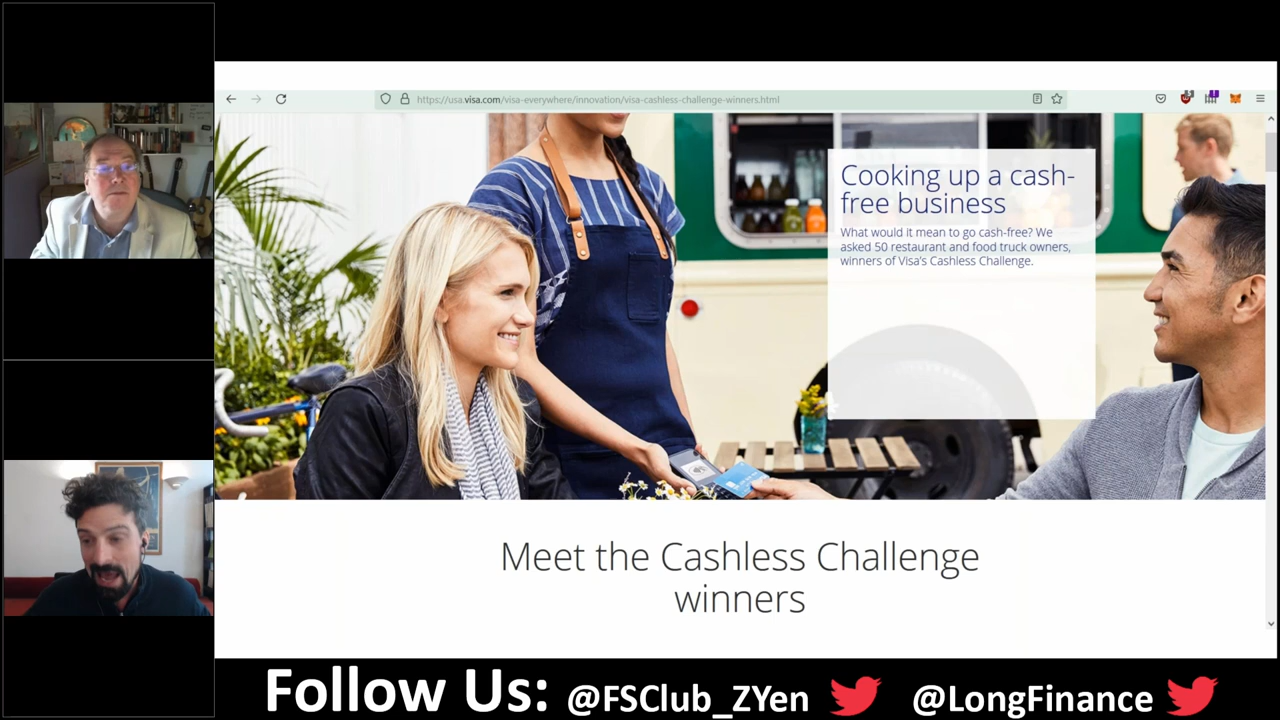 https://usa.visa.com/visa-everywhere/innovation/visa-cashless-challenge-winners.html
Cooking up a cash-
free business
What would it mean to go cash-free? We
asked 50 restaurant and food truck owners,
winners of Visa's Cashless Challenge.
Meet the Cashless Challenge
winners
Follow Us: @FSClub_ZYen @LongFinance